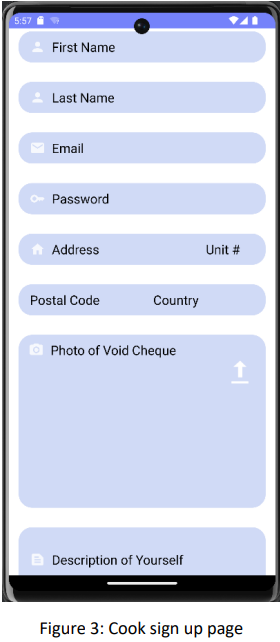 5:57
First Name
Last Name
Email
Password
Address Unit #
Postal Code Country
Photo of Void Cheque
Description of Yourself
Figure 3: Cook sign up page